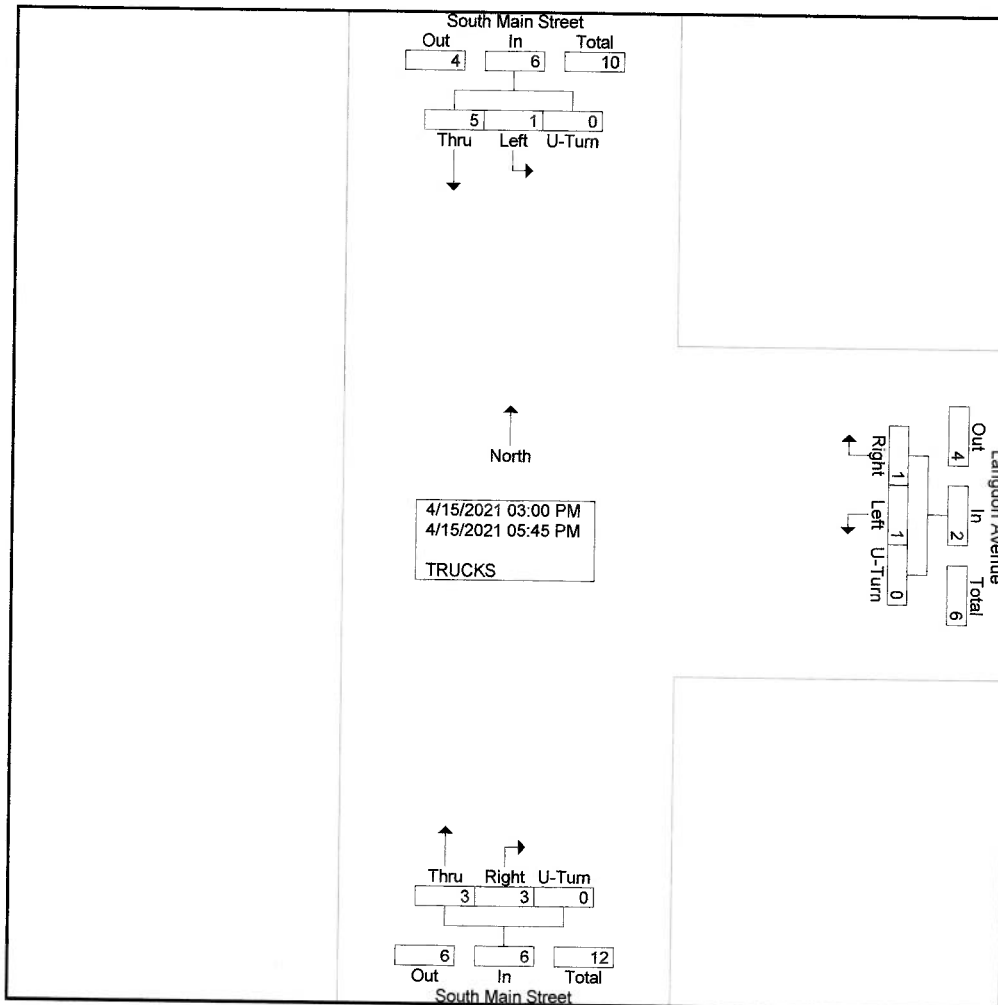 South Main Street
Out In Total
4 6 10
5 1 0
Thru Left U-Turn
North
4/15/2021 03:00 PM
4/15/2021 05:45 PM
TRUCKS
Langdon Avenue
Out In Total
4 2 6
1 1 0
Right Left U-Turn
Thru Right U-Turn
3 3 0
6 6 12
Out In Total
South Main Street